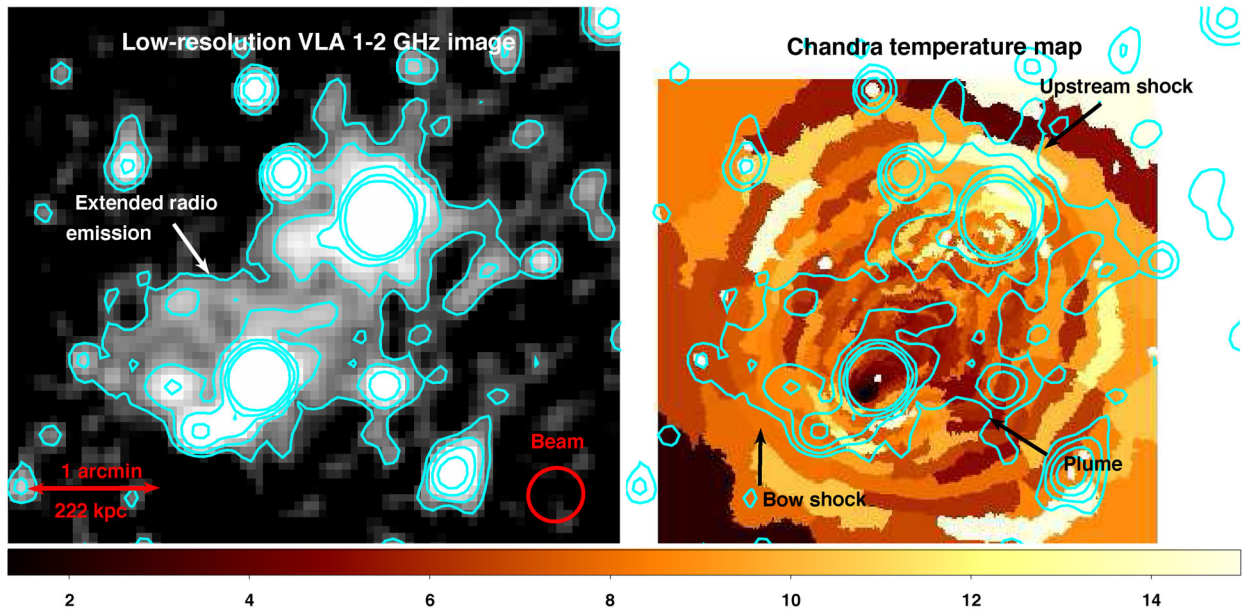 Low-resolution VLA 1-2 GHz image
Extended radio
emission
1 arcmin
222 kpc
Beam
Chandra temperature map
Upstream shock
Plume
Bow shock
2 4 6 8 10 12 14